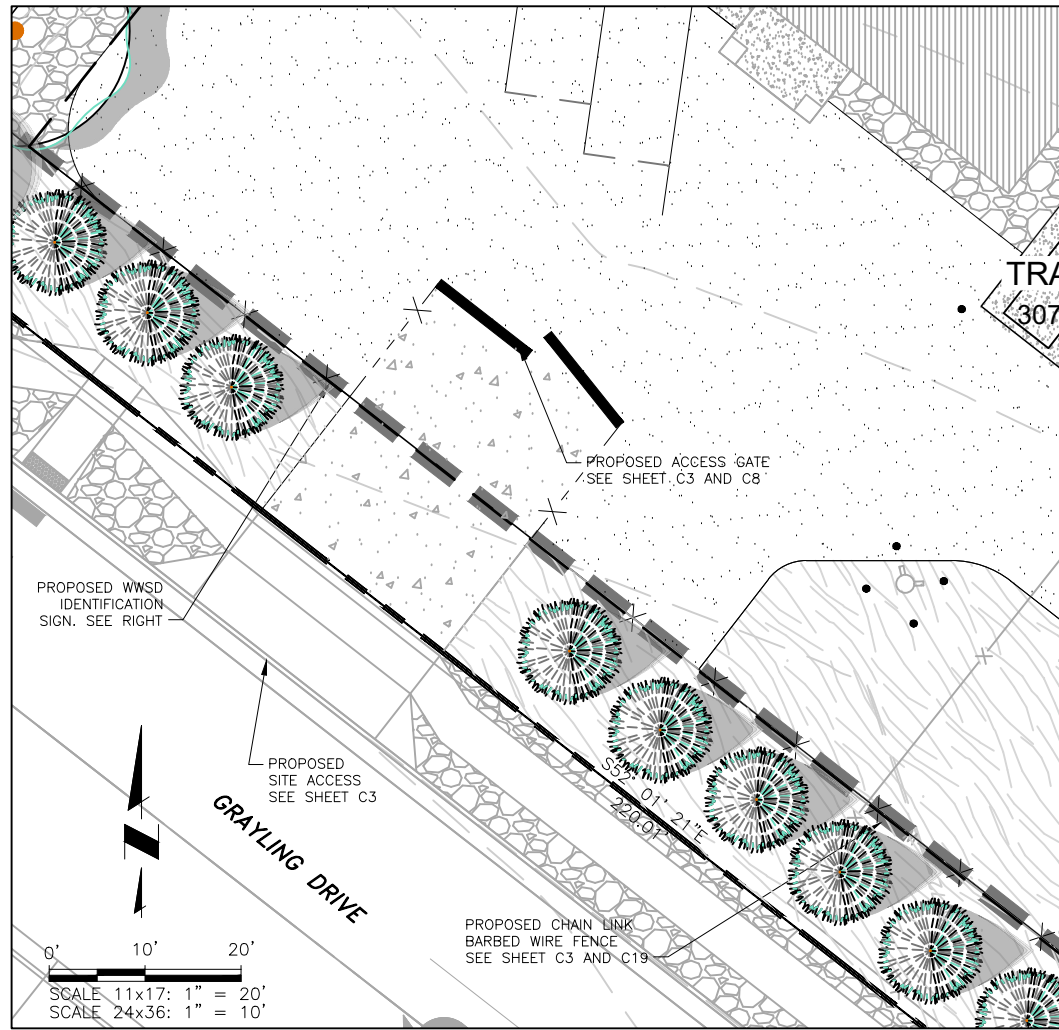 TRA
307
PROPOSED ACCESS GATE
SEE SHEET C3 AND C8
PROPOSED WWSD
IDENTIFICATION
SIGN. SEE RIGHT
PROPOSED
SITE ACCESS
SEE SHEET C3
GRAYLING DRIVE
S52° 01' 21"E
220.01'
PROPOSED CHAIN LINK
BARBED WIRE FENCE
SEE SHEET C3 AND C19
0' 10' 20'
SCALE 11x17: 1" = 20'
SCALE 24x36: 1" = 10'